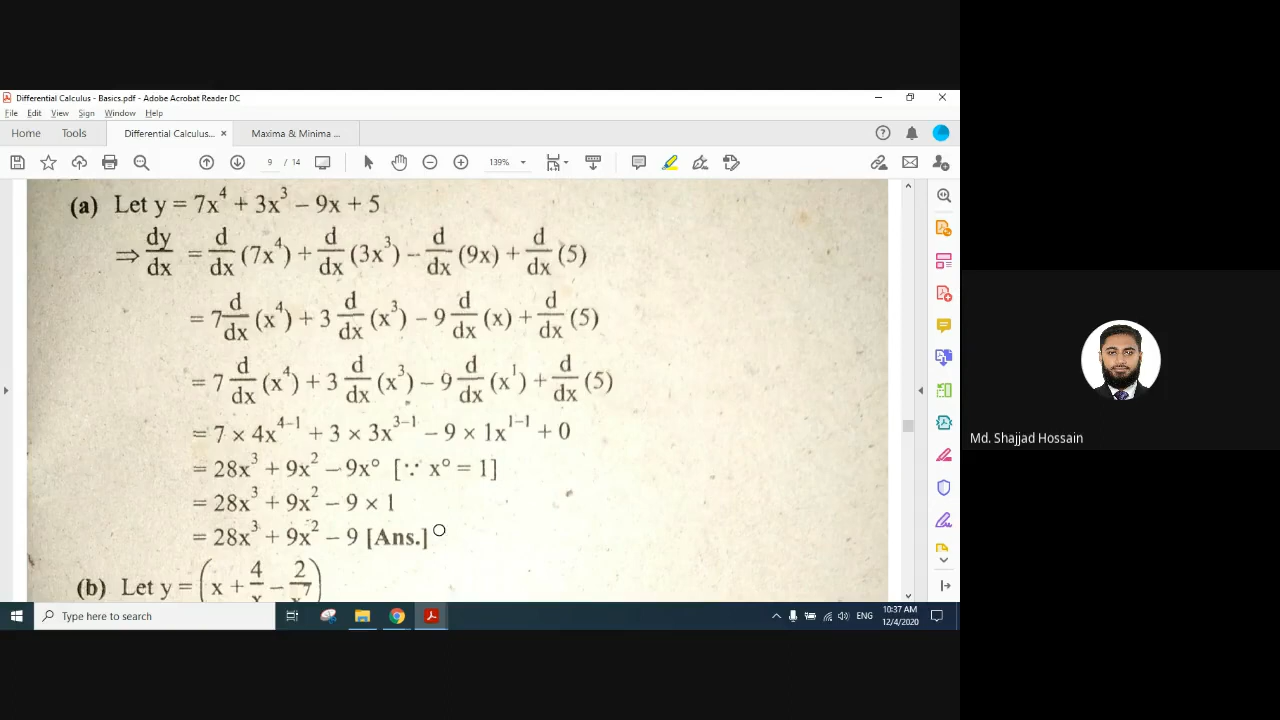 Differential Calculus - Basics.pdf - Adobe Acrobat Reader DC
File Edit View Sign Window Help
Home Tools Differential Calculus... × Maxima & Minima ...
9 / 14 139%
(a) Let y = 7x⁴ + 3x³ – 9x + 5
⇒ dy/dx = d/dx (7x⁴) + d/dx (3x³) – d/dx (9x) + d/dx (5)
= 7 d/dx (x⁴) + 3 d/dx (x³) – 9 d/dx (x) + d/dx (5)
= 7 d/dx (x⁴) + 3 d/dx (x³) – 9 d/dx (x¹) + d/dx (5)
= 7 × 4x⁴⁻¹ + 3 × 3x³⁻¹ – 9 × 1x¹⁻¹ + 0
= 28x³ + 9x² – 9x° [∵ x° = 1]
= 28x³ + 9x² – 9 × 1
= 28x³ + 9x² – 9 [Ans.]
(b) Let y = (x + 4/x – 2/x⁷)
Md. Shajjad Hossain
Type here to search
ENG
10:37 AM
12/4/2020